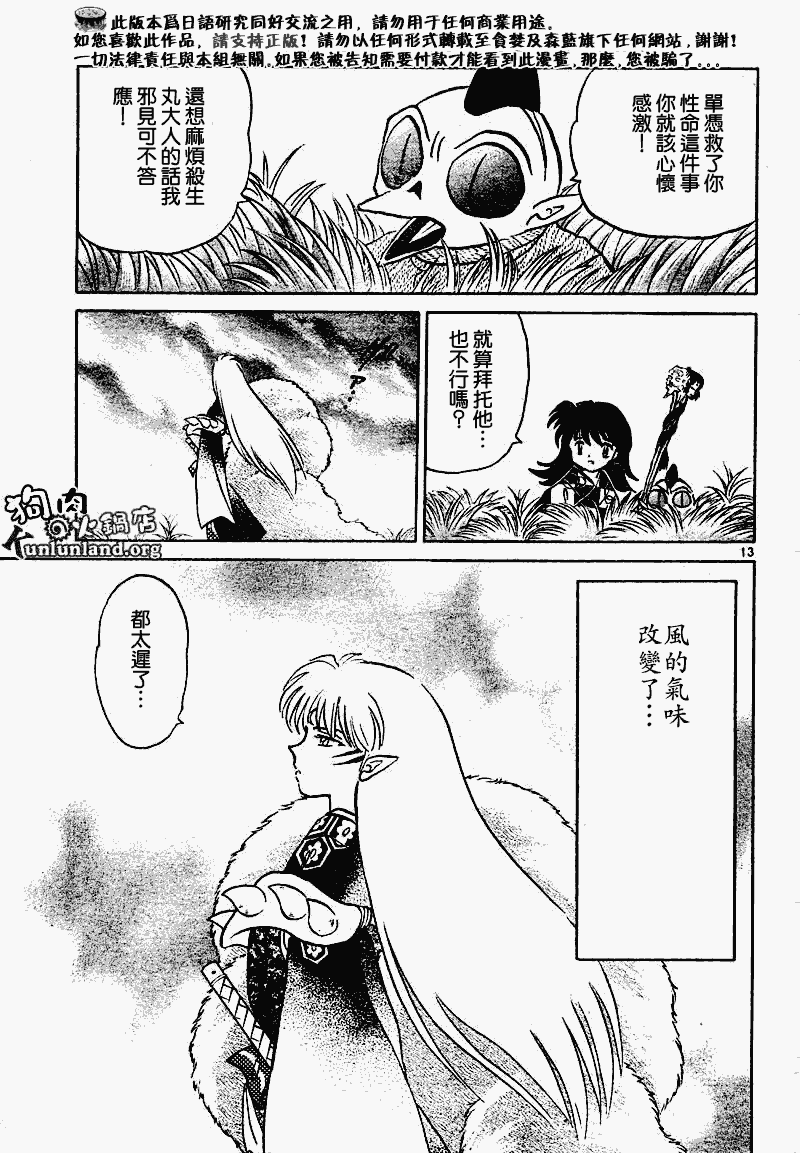 此版本爲日語研究同好交流之用，請勿用于任何商業用途。
如您喜歡此作品，請支持正版！請勿以任何形式轉載至貪婪及森藍旗下任何網站，謝謝！
一切法律責任與本組無關。如果您被告知需要付款才能看到此漫畫，那麼，您被騙了...
單憑救了你
性命這件事
你就該心懷
感激！
還想麻煩殺生
丸大人的話我
邪見可不答
應！
就算拜托他…
也不行嗎？
ア…
狗肉
火鍋店
kunlunland.org
13
風的氣味
改變了…
都太遲了…